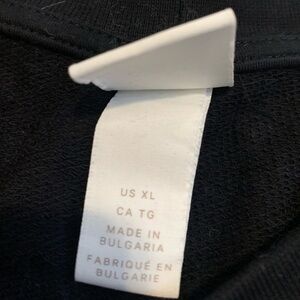 US XL
CA TG
MADE IN
BULGARIA
FABRIQUÉ EN
BULGARIE